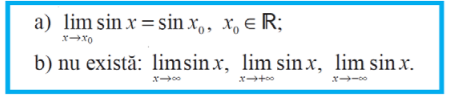 a) lim sin x = sin x₀, x₀ ∈ ℝ;
x→x₀
b) nu există: lim sin x, lim sin x, lim sin x.
x→∞ x→+∞ x→−∞